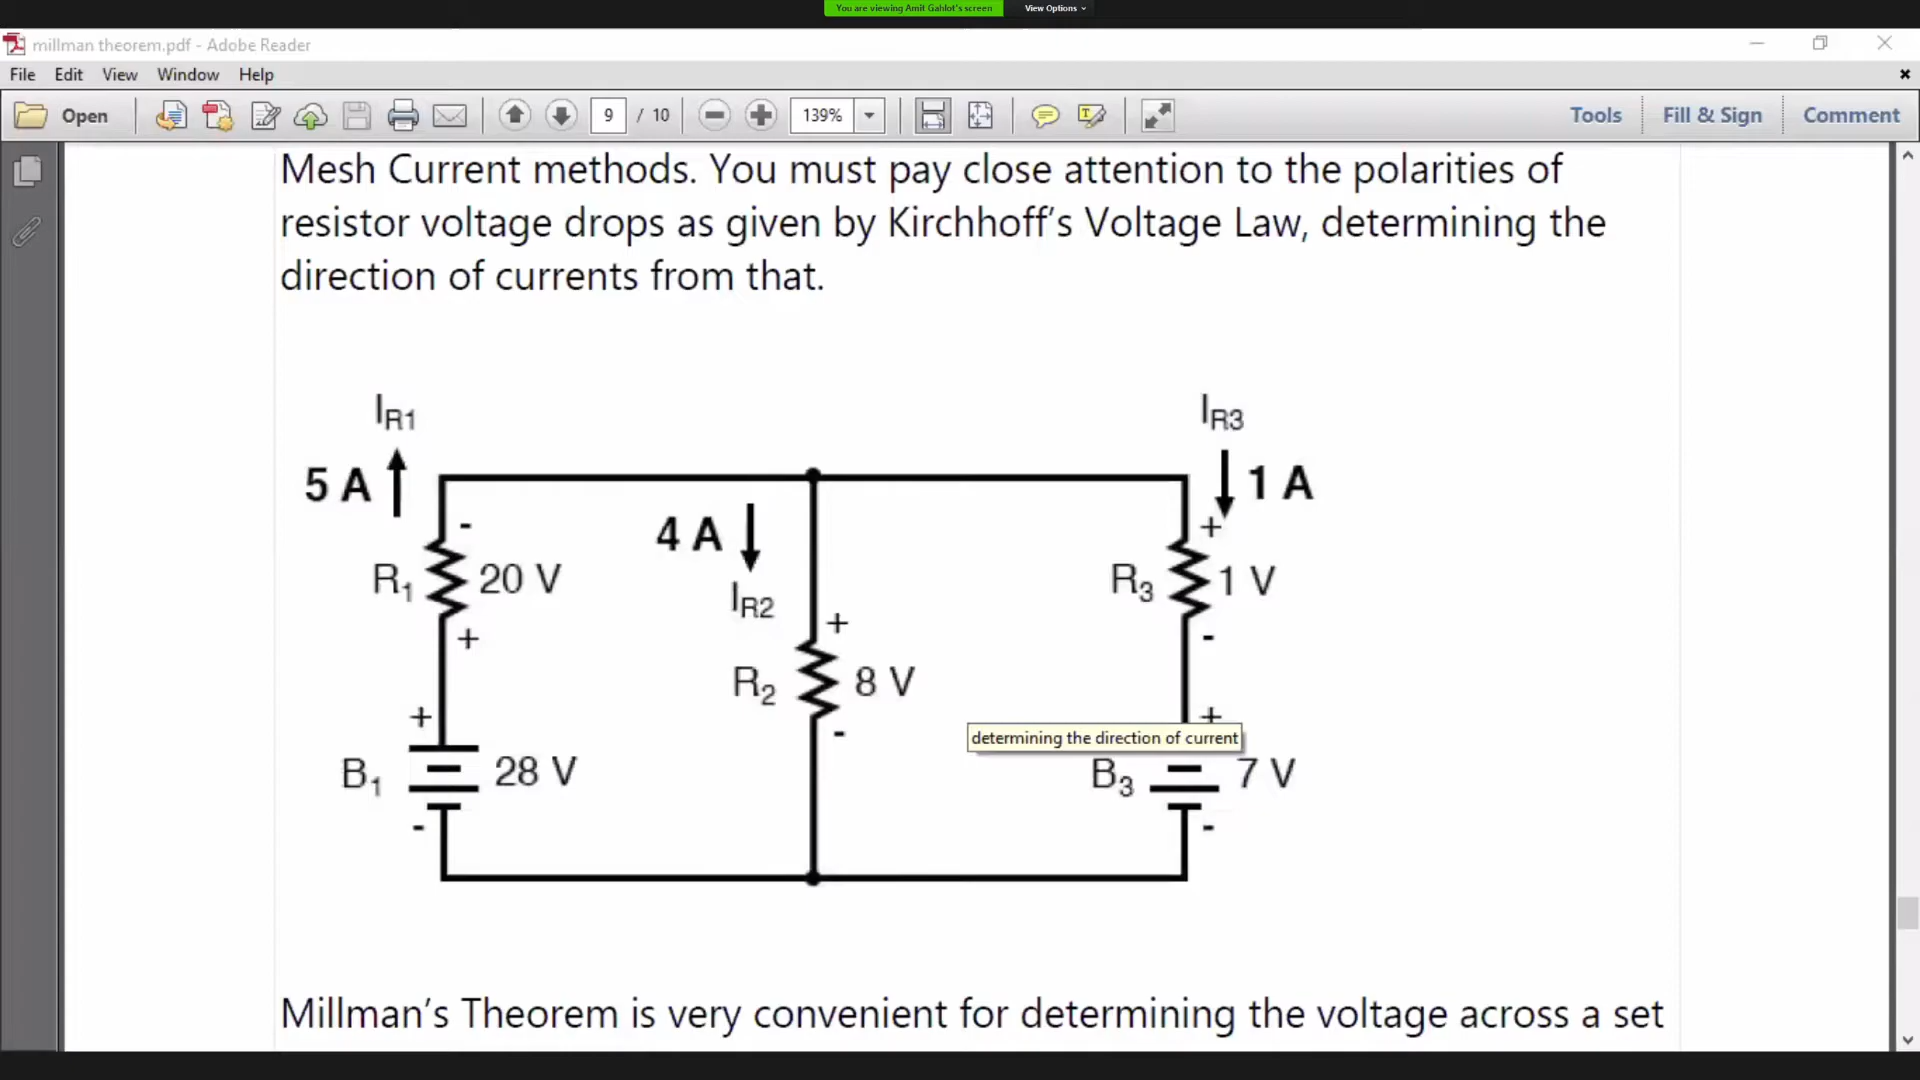 You are viewing Amit Gahlot's screen View Options
millman theorem.pdf - Adobe Reader
File Edit View Window Help
Open 9 / 10 139% Tools Fill & Sign Comment
Mesh Current methods. You must pay close attention to the polarities of
resistor voltage drops as given by Kirchhoff's Voltage Law, determining the
direction of currents from that.
IR1 IR3
5 A 1 A
- 4 A +
R1 20 V IR2 R3 1 V
+ + -
R2 8 V
+ - +
determining the direction of current
B1 28 V B3 7 V
- -
Millman's Theorem is very convenient for determining the voltage across a set